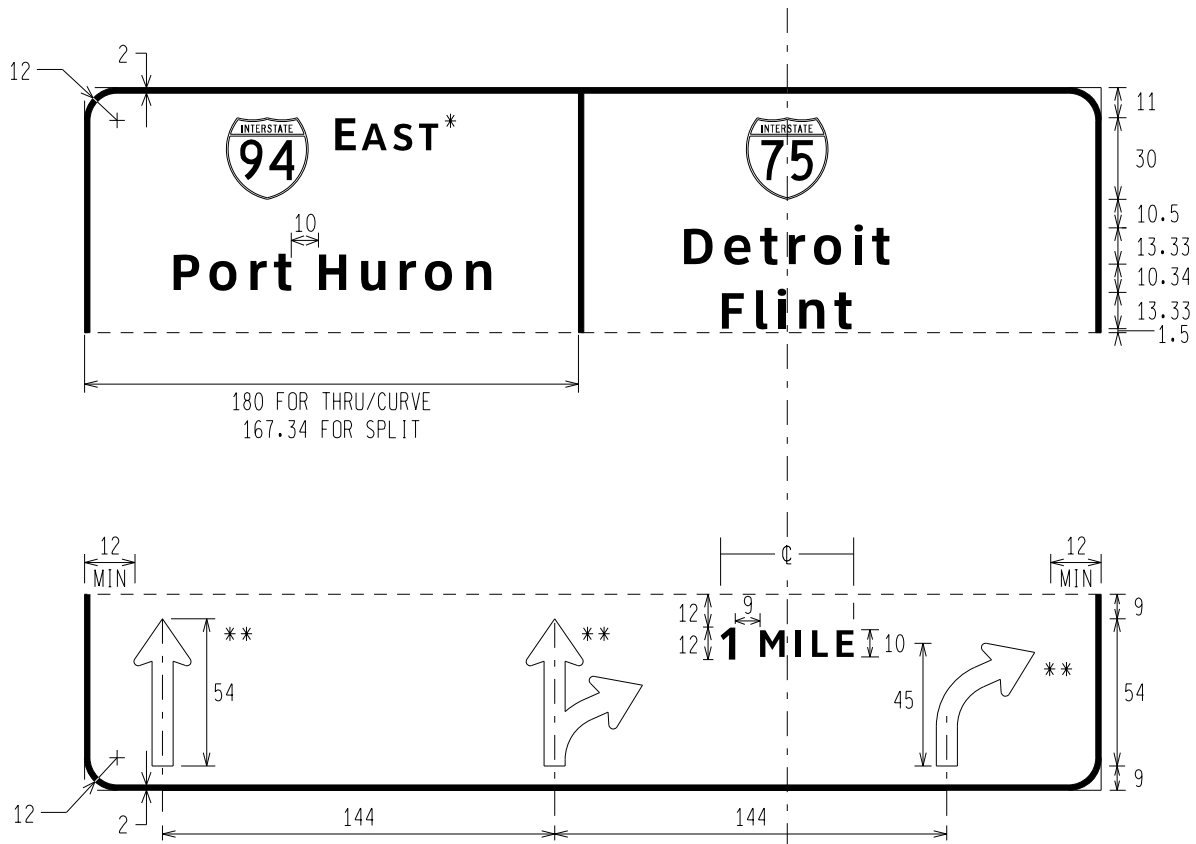 2
12
11
INTERSTATE
94
EAST*
INTERSTATE
75
30
10
10.5
Port Huron
Detroit
13.33
10.34
Flint
13.33
1.5
180 FOR THRU/CURVE
167.34 FOR SPLIT
12
MIN
℄
12
MIN
12
9
9
**
**
12
1 MILE
10
**
54
45
54
12
2
9
144
144